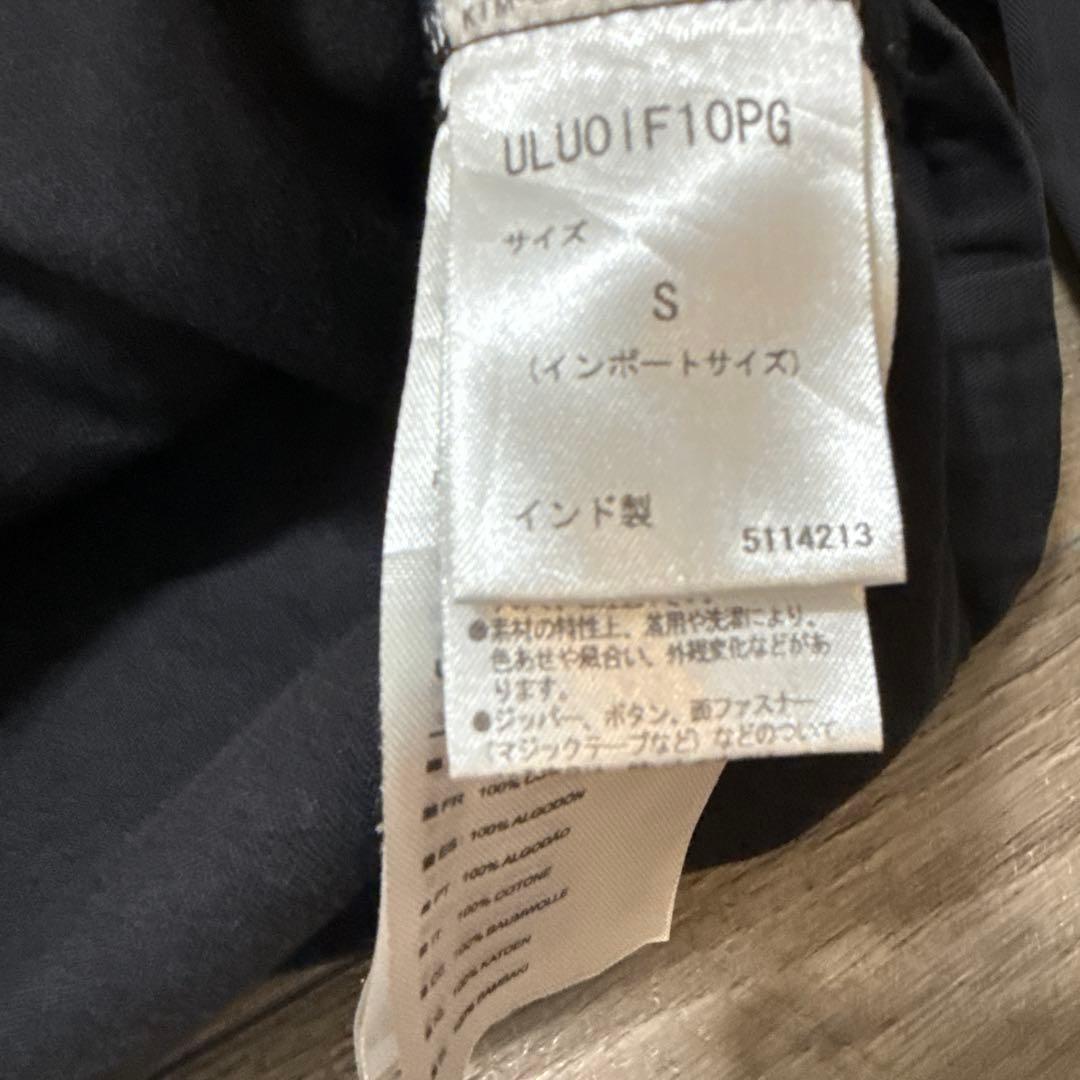 ULU01F10PG
サイズ
S
(インポートサイズ)
インド製
5114213
●素材の特性上、着用や洗濯により、
色あせや風合い、外程変化などがあ
ります。
●ジッパー、ボタン、面ファスナー
(マジックテープなど)などのついて
FR 100%
ES 100% ALGODÓN
PT 100% ALGODÃO
IT 100% COTONE
100% BAUMWOLLE
100% KATOEN
BAMBAKI